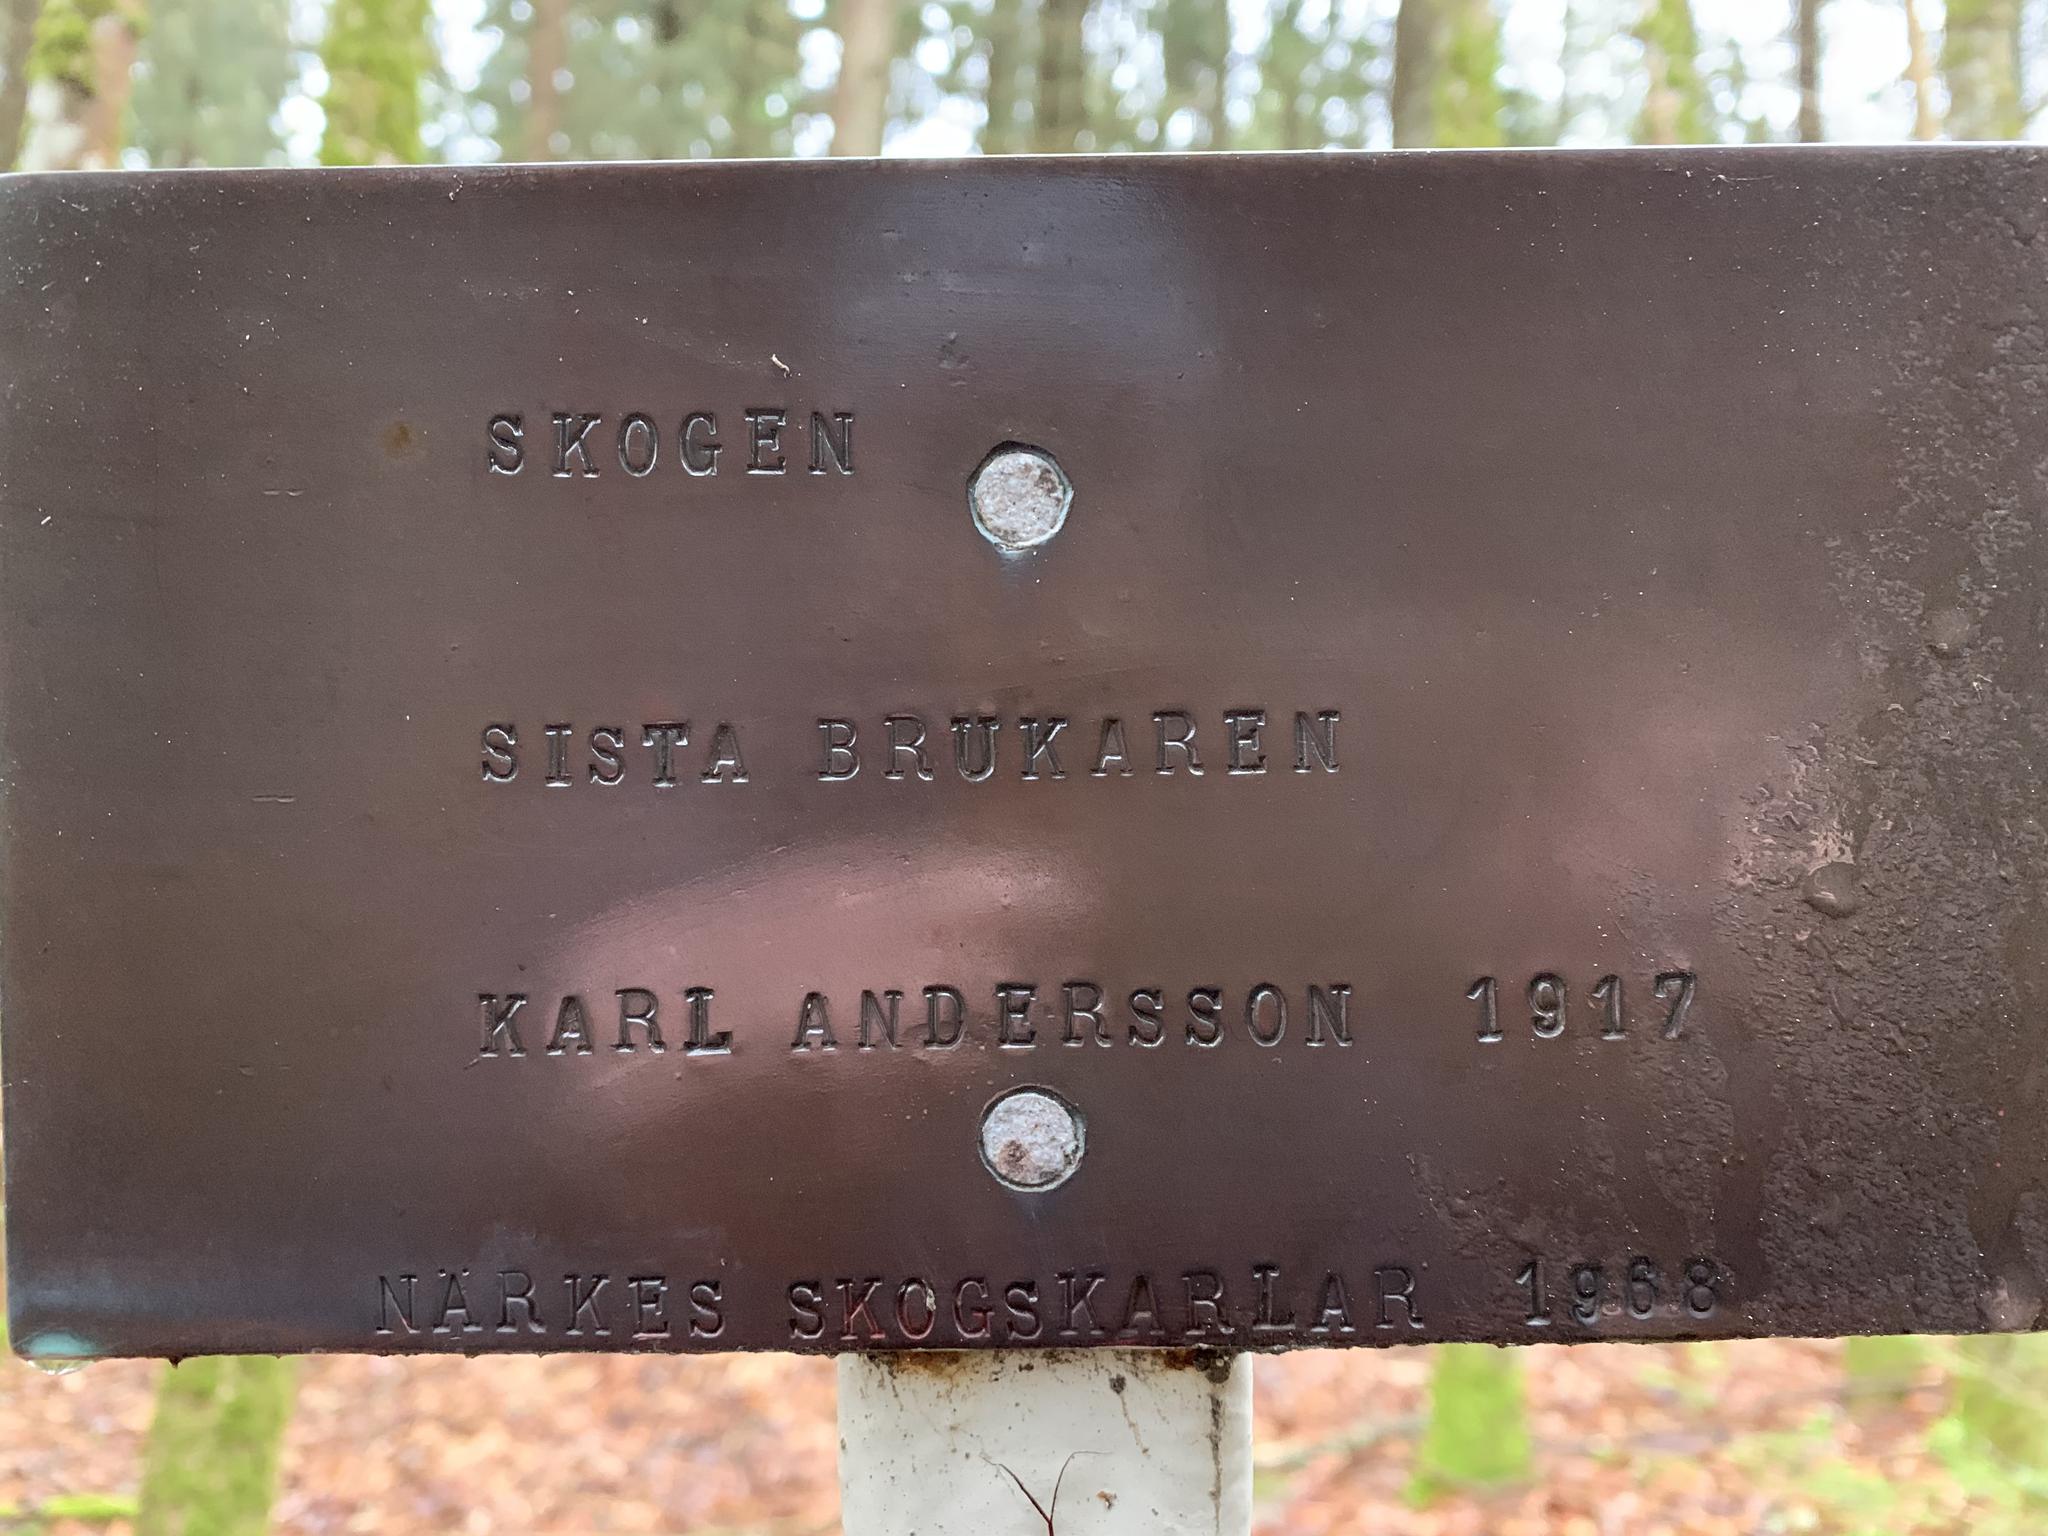 SKOGEN
SISTA BRUKAREN
KARL ANDERSSON 1917
NÄRKES SKOGSKARLAR 1968